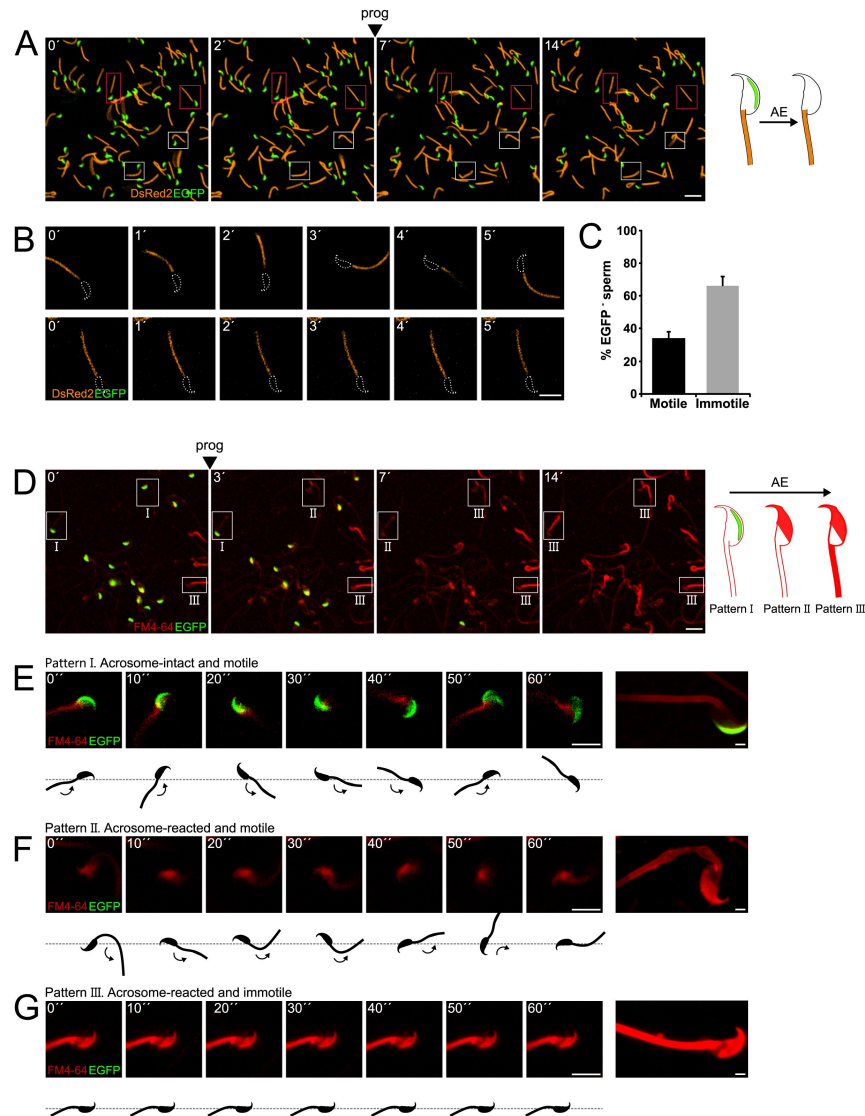 prog
A
0´
2´
7´
14´
DsRed2EGFP
AE
B
0´
1´
2´
3´
4´
5´
0´
1´
2´
3´
4´
5´
DsRed2EGFP
C
% EGFP⁻ sperm
100
80
60
40
20
0
Motile Immotile
prog
D
0´
3´
7´
14´
I
II
III
III
I
I
II
III
III
III
FM4-64EGFP
AE
Pattern I Pattern II Pattern III
E
Pattern I. Acrosome-intact and motile
0´´ 10´´ 20´´ 30´´ 40´´ 50´´ 60´´
FM4-64EGFP
F
Pattern II. Acrosome-reacted and motile
0´´ 10´´ 20´´ 30´´ 40´´ 50´´ 60´´
FM4-64EGFP
G
Pattern III. Acrosome-reacted and immotile
0´´ 10´´ 20´´ 30´´ 40´´ 50´´ 60´´
FM4-64EGFP